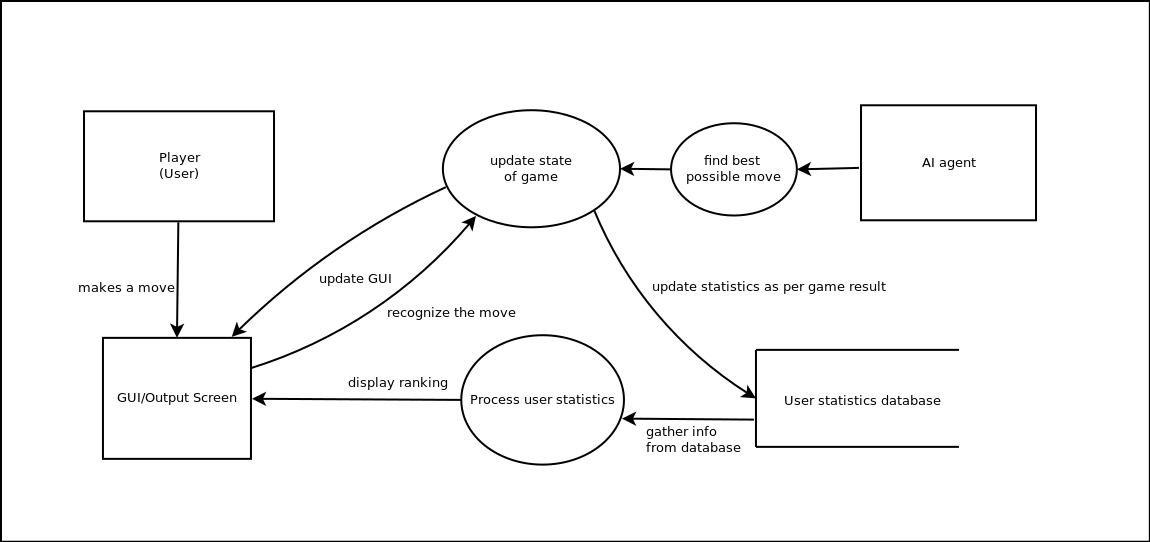 Player
(User)
update state
of game
find best
possible move
AI agent
makes a move
update GUI
recognize the move
update statistics as per game result
GUI/Output Screen
display ranking
Process user statistics
gather info
from database
User statistics database